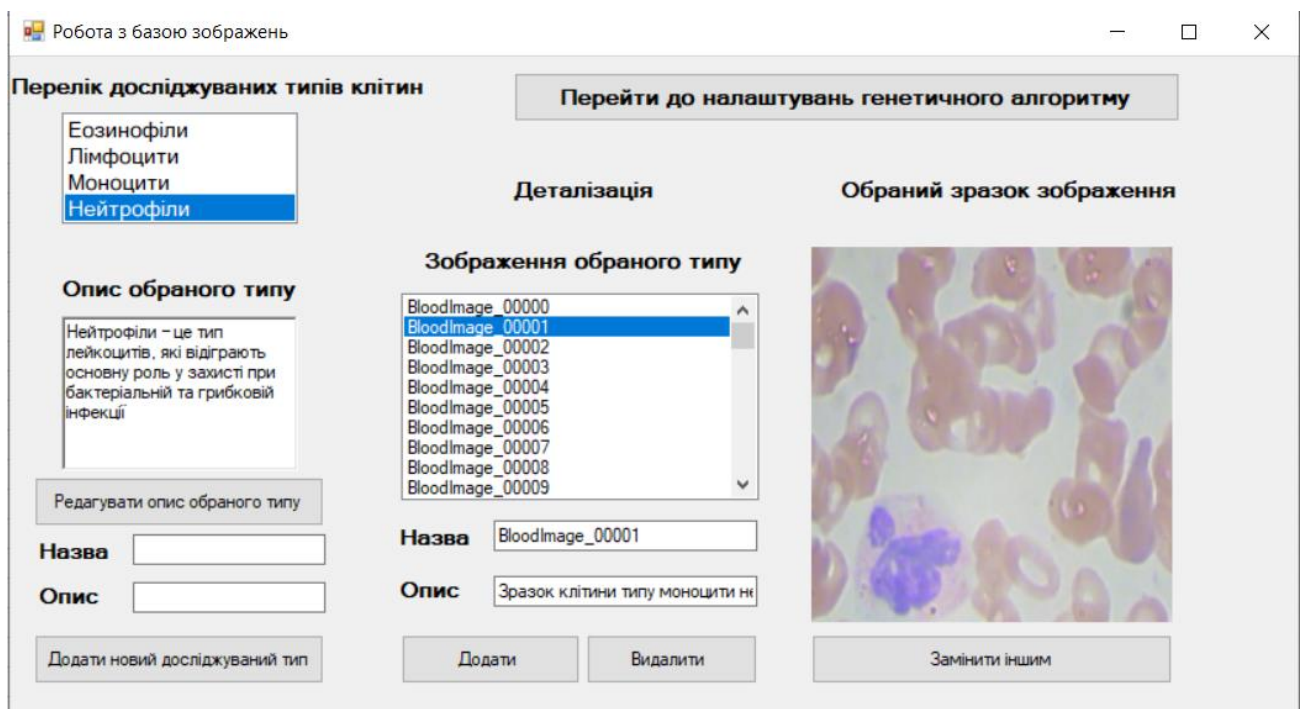 Робота з базою зображень
Перелік досліджуваних типів клітин
Еозинофіли
Лімфоцити
Моноцити
Нейтрофіли
Опис обраного типу
Нейтрофіли – це тип
лейкоцитів, які відіграють
основну роль у захисті при
бактеріальній та грибковій
інфекції
Редагувати опис обраного типу
Назва
Опис
Додати новий досліджуваний тип
Перейти до налаштувань генетичного алгоритму
Деталізація
Зображення обраного типу
BloodImage_00000
BloodImage_00001
BloodImage_00002
BloodImage_00003
BloodImage_00004
BloodImage_00005
BloodImage_00006
BloodImage_00007
BloodImage_00008
BloodImage_00009
Назва BloodImage_00001
Опис Зразок клітини типу моноцити не
Додати Видалити
Обраний зразок зображення
Замінити іншим